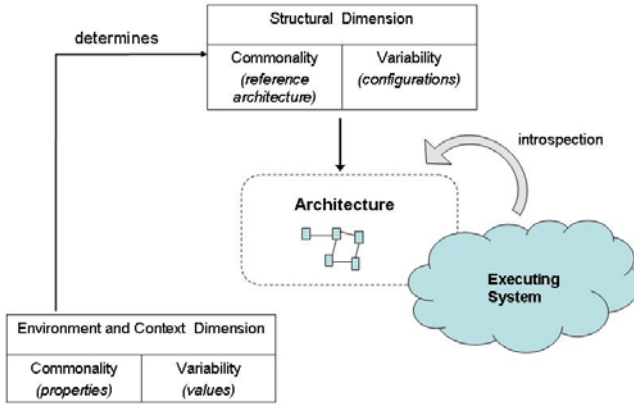 Structural Dimension
determines
Commonality
(reference
architecture)
Variability
(configurations)
introspection
Architecture
Executing
System
Environment and Context Dimension
Commonality
(properties)
Variability
(values)